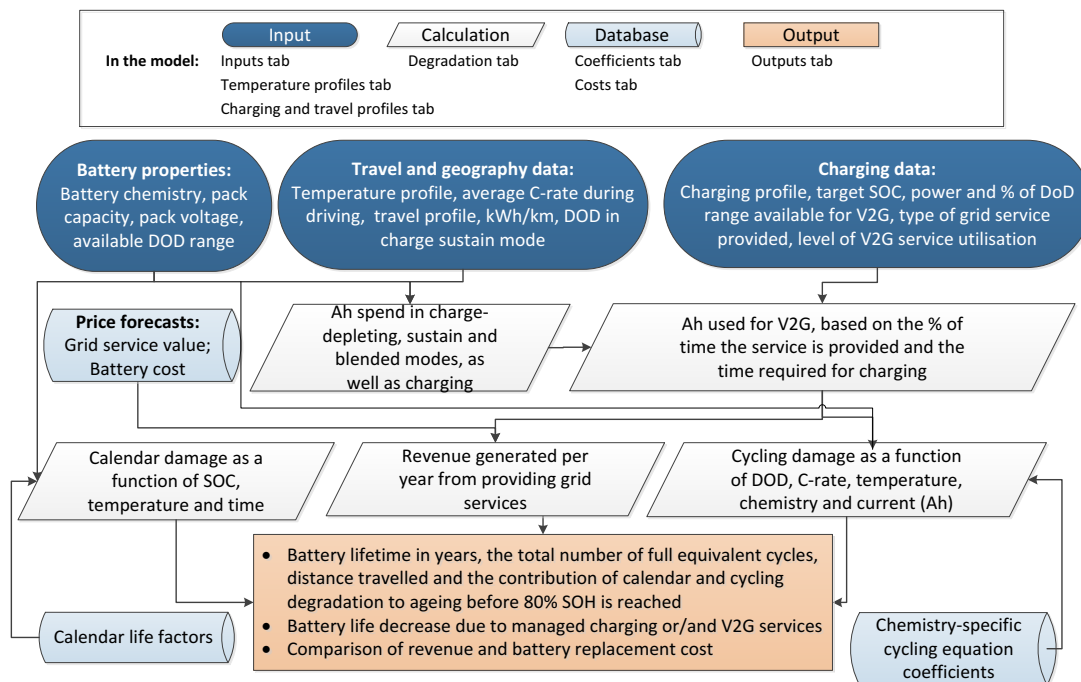 Input
Calculation
Database
Output
In the model:
Inputs tab
Degradation tab
Coefficients tab
Outputs tab
Temperature profiles tab
Costs tab
Charging and travel profiles tab
Battery properties:
Battery chemistry, pack
capacity, pack voltage,
available DOD range
Travel and geography data:
Temperature profile, average C-rate during
driving, travel profile, kWh/km, DOD in
charge sustain mode
Charging data:
Charging profile, target SOC, power and % of DoD
range available for V2G, type of grid service
provided, level of V2G service utilisation
Price forecasts:
Grid service value;
Battery cost
Ah spend in charge-
depleting, sustain and
blended modes, as
well as charging
Ah used for V2G, based on the % of
time the service is provided and the
time required for charging
Calendar damage as a
function of SOC,
temperature and time
Revenue generated per
year from providing grid
services
Cycling damage as a function
of DOD, C-rate, temperature,
chemistry and current (Ah)
• Battery lifetime in years, the total number of full equivalent cycles,
distance travelled and the contribution of calendar and cycling
degradation to ageing before 80% SOH is reached
• Battery life decrease due to managed charging or/and V2G services
• Comparison of revenue and battery replacement cost
Calendar life factors
Chemistry-specific
cycling equation
coefficients